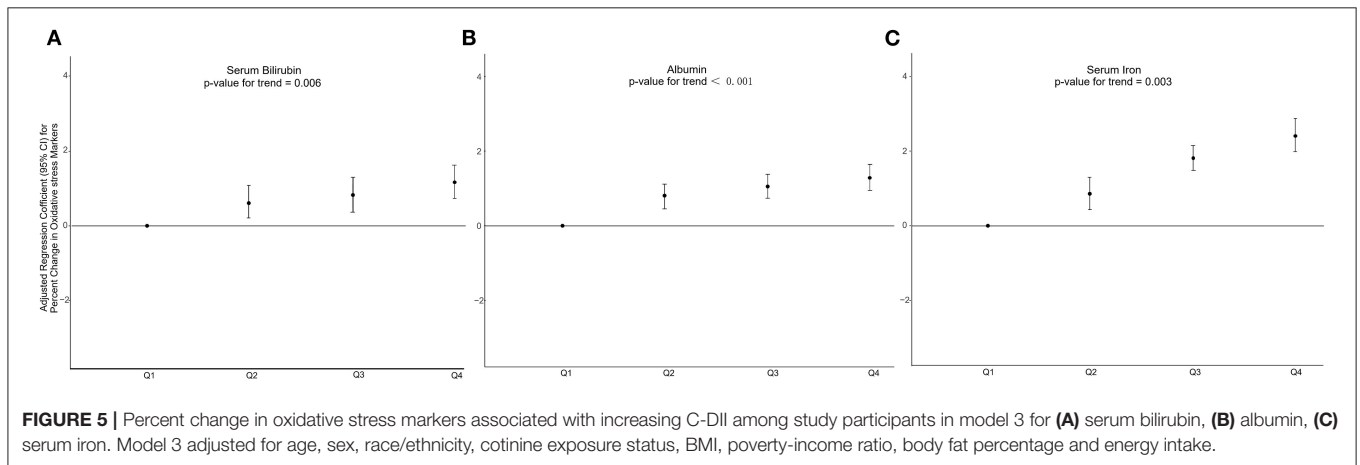 A
B
C
Serum Bilirubin
p-value for trend = 0.006
Albumin
p-value for trend < 0.001
Serum Iron
p-value for trend = 0.003
Adjusted Regression Cofficient (95% CI) for
Percent Change in Oxidative stress Markers
4
2
0
−2
Q1 Q2 Q3 Q4
4
2
0
−2
Q1 Q2 Q3 Q4
4
2
0
−2
Q1 Q2 Q3 Q4
FIGURE 5 | Percent change in oxidative stress markers associated with increasing C-DII among study participants in model 3 for (A) serum bilirubin, (B) albumin, (C)
serum iron. Model 3 adjusted for age, sex, race/ethnicity, cotinine exposure status, BMI, poverty-income ratio, body fat percentage and energy intake.